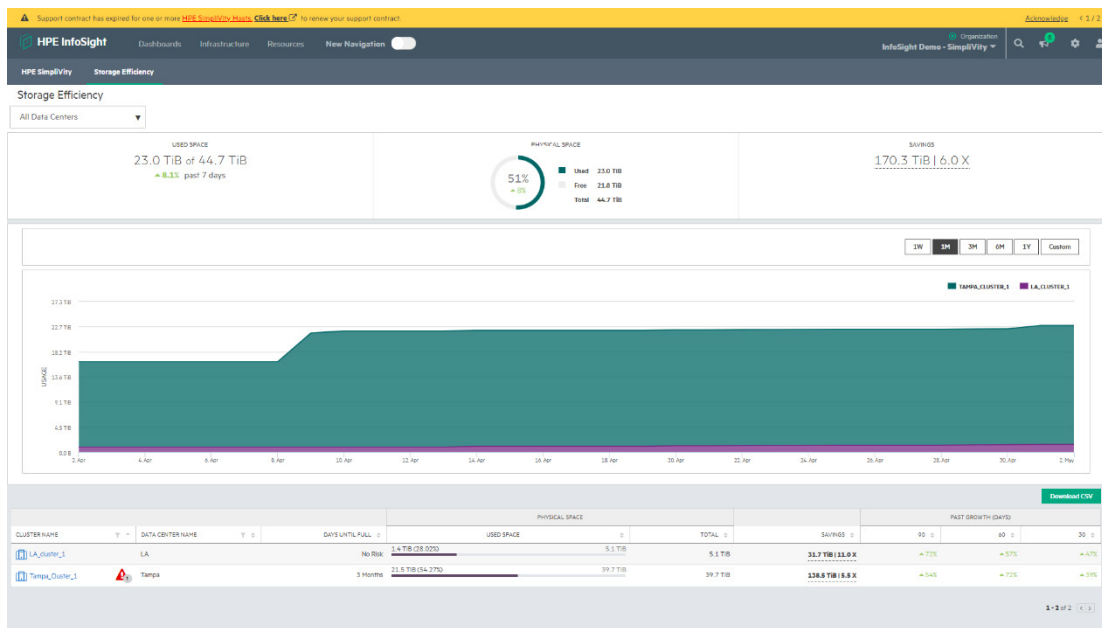 Support contract has expired for one or more HPE SimpliVity Hosts. Click here to renew your support contract.
Acknowledge < 1 / 2
HPE InfoSight Dashboards Infrastructure Resources New Navigation
Organization
InfoSight Demo - SimpliVity
HPE SimpliVity Storage Efficiency
Storage Efficiency
All Data Centers
USED SPACE
23.0 TiB of 44.7 TiB
8.1% past 7 days
PHYSICAL SPACE
51%
8%
Used 23.0 TiB
Free 21.8 TiB
Total 44.7 TiB
SAVINGS
170.3 TiB | 6.0 X
1W 1M 3M 6M 1Y Custom
TAMPA_CLUSTER_1 LA_CLUSTER_1
USAGE
27.3 TiB
22.7 TiB
18.2 TiB
13.6 TiB
9.1 TiB
4.5 TiB
0.0 B
2. Apr 4. Apr 6. Apr 8. Apr 10. Apr 12. Apr 14. Apr 16. Apr 18. Apr 20. Apr 22. Apr 24. Apr 26. Apr 28. Apr 30. Apr 2. May
Download CSV
PHYSICAL SPACE PAST GROWTH (DAYS)
CLUSTER NAME DATA CENTER NAME DAYS UNTIL FULL USED SPACE TOTAL SAVINGS 90 60 30
LA_cluster_1 LA No Risk 1.4 TiB (28.02%) 5.1 TiB 5.1 TiB 31.7 TiB | 11.0 X 72% 57% 47%
Tampa_Cluster_1 Tampa 3 Months 21.5 TiB (54.27%) 39.7 TiB 39.7 TiB 138.5 TiB | 5.5 X 54% 72% 39%
1 - 2 of 2